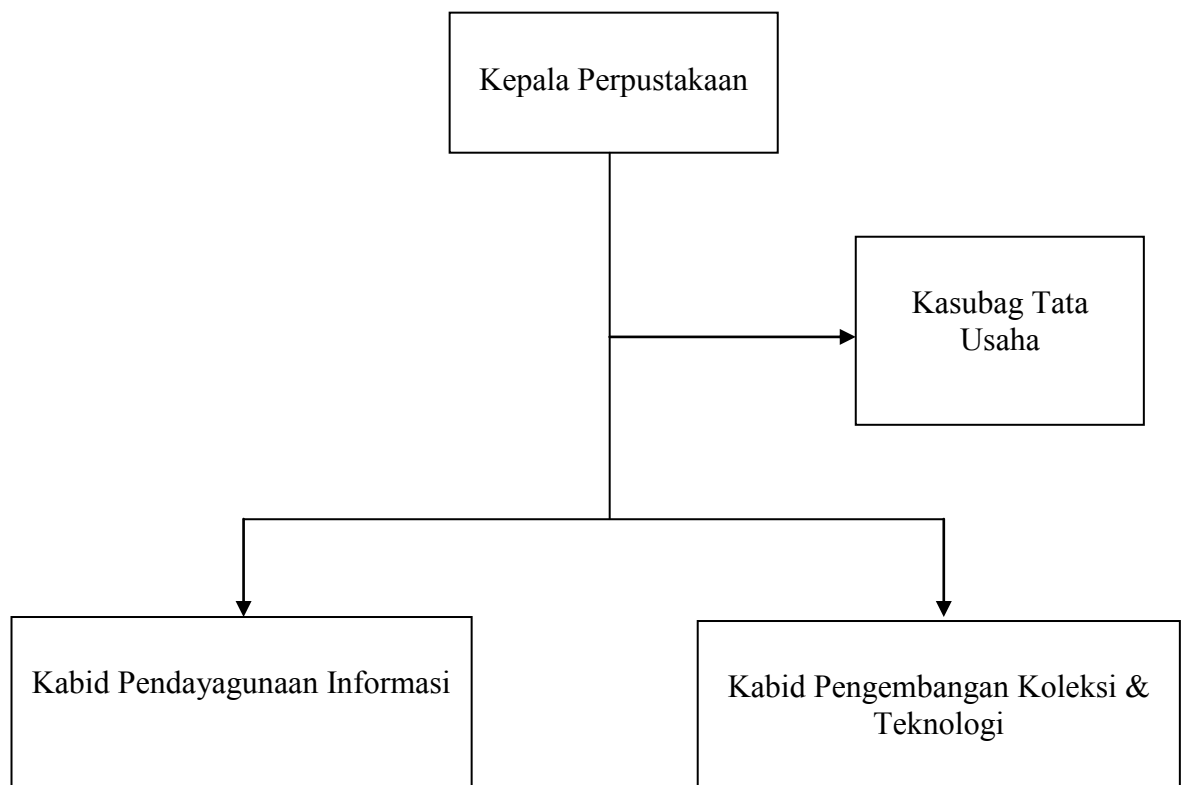 Kepala Perpustakaan
Kasubag Tata
Usaha
Kabid Pendayagunaan Informasi
Kabid Pengembangan Koleksi &
Teknologi